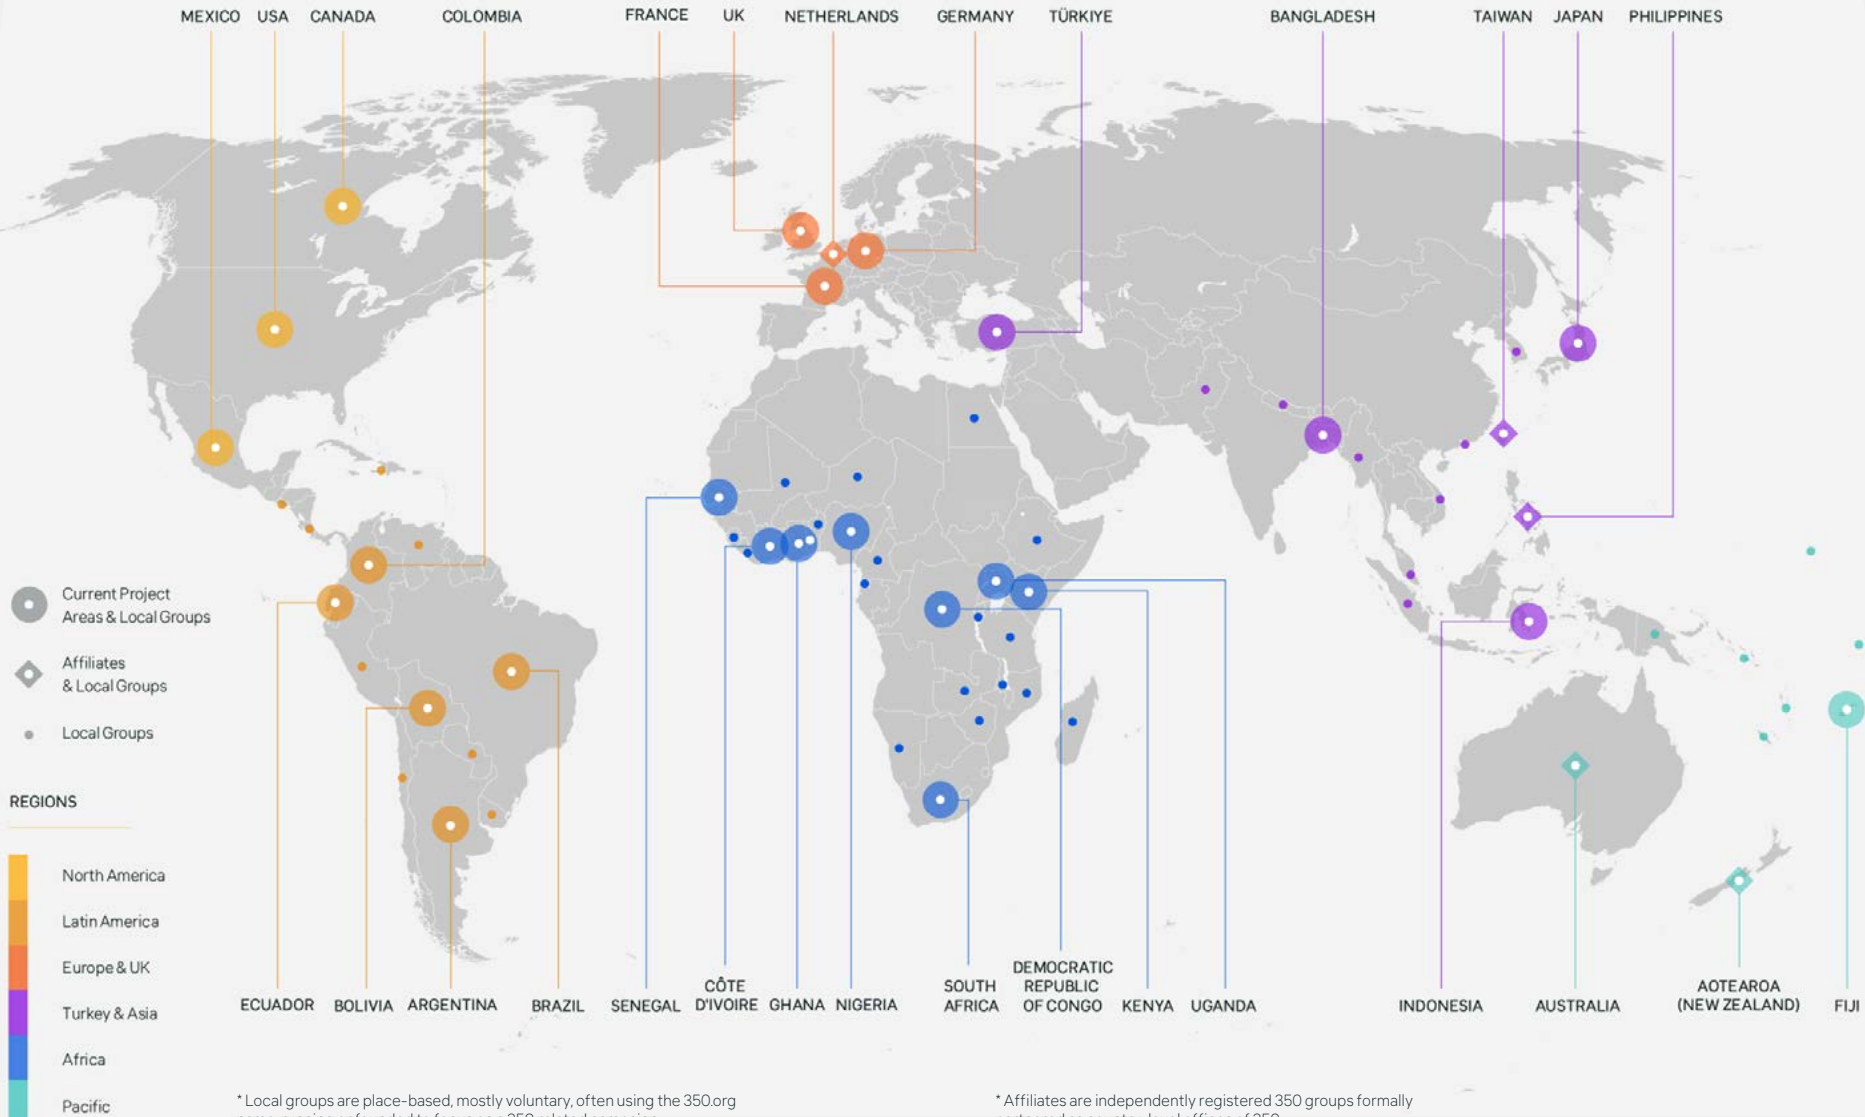 MEXICO USA CANADA COLOMBIA FRANCE UK NETHERLANDS GERMANY TÜRKIYE BANGLADESH TAIWAN JAPAN PHILIPPINES
Current Project
Areas & Local Groups
Affiliates
& Local Groups
Local Groups
REGIONS
North America
Latin America
Europe & UK
Turkey & Asia
Africa
Pacific
ECUADOR BOLIVIA ARGENTINA BRAZIL SENEGAL
CÔTE
D'IVOIRE
GHANA NIGERIA
SOUTH
AFRICA
DEMOCRATIC
REPUBLIC
OF CONGO
KENYA UGANDA INDONESIA AUSTRALIA
AOTEAROA
(NEW ZEALAND)
FIJI
* Local groups are place-based, mostly voluntary, often using the 350.org
* Affiliates are independently registered 350 groups formally